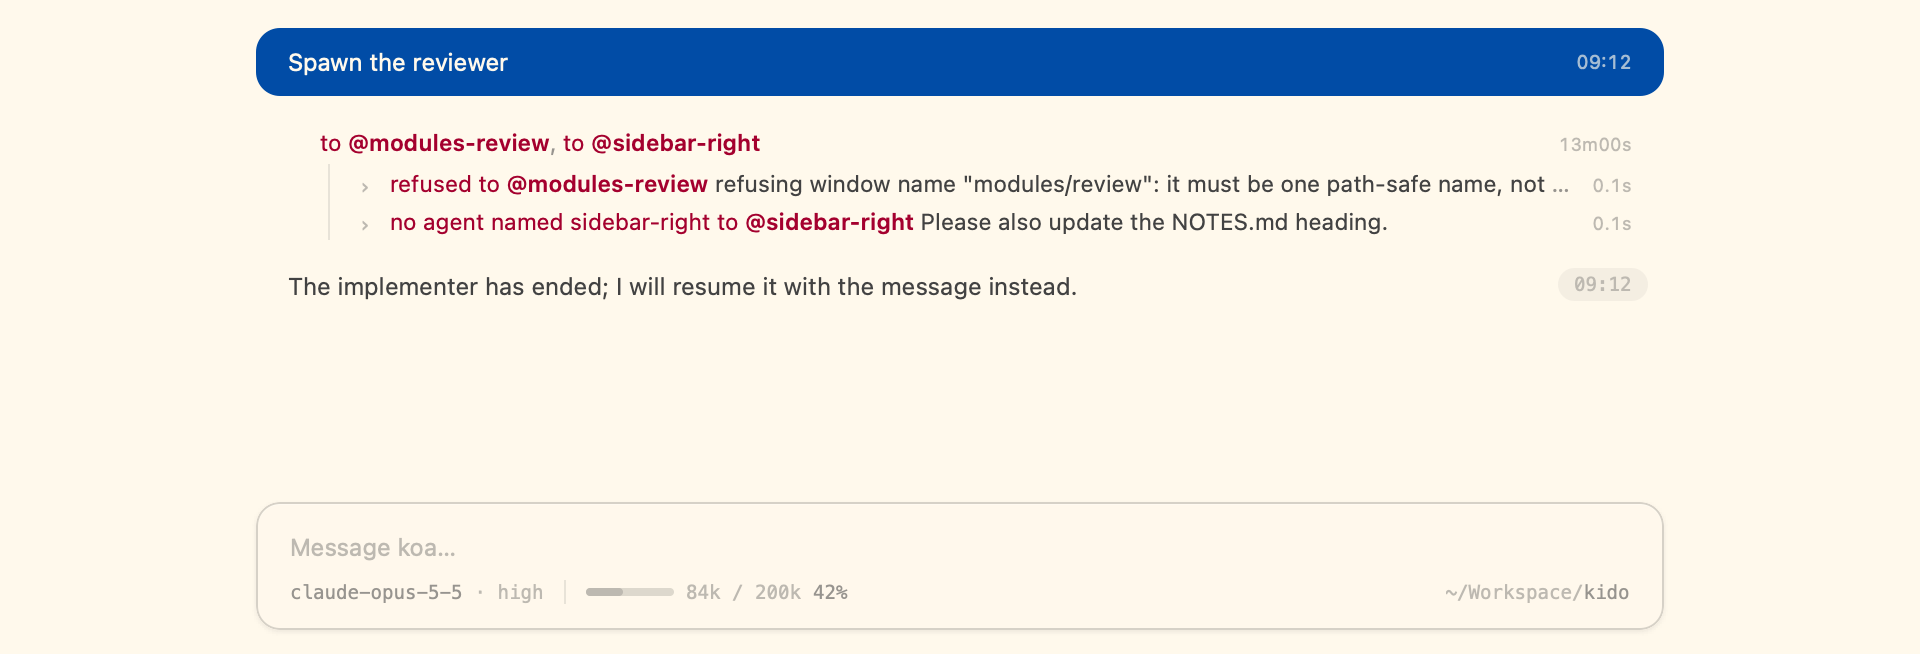 Spawn the reviewer 09:12
to @modules-review, to @sidebar-right 13m00s
› refused to @modules-review refusing window name "modules/review": it must be one path-safe name, not ... 0.1s
› no agent named sidebar-right to @sidebar-right Please also update the NOTES.md heading. 0.1s
The implementer has ended; I will resume it with the message instead. 09:12
Message koa...
claude-opus-5-5 · high 84k / 200k 42% ~/Workspace/kido